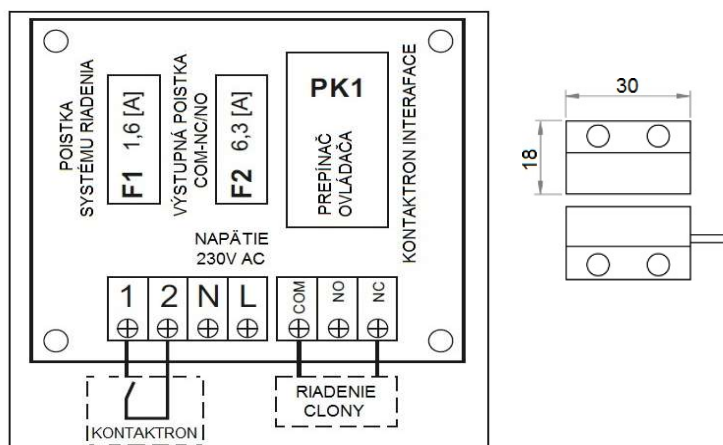 POISTKA
SYSTÉMU RIADENIA
F1 1,6 [A]
VÝSTUPNÁ POISTKA
COM-NC/NO
F2 6,3 [A]
PK1
PREPÍNAČ
OVLÁDAČA
KONTAKTRON INTERAFACE
NAPÄTIE
230V AC
1 2 N L
COM NO NC
KONTAKTRON
RIADENIE
CLONY
30
18